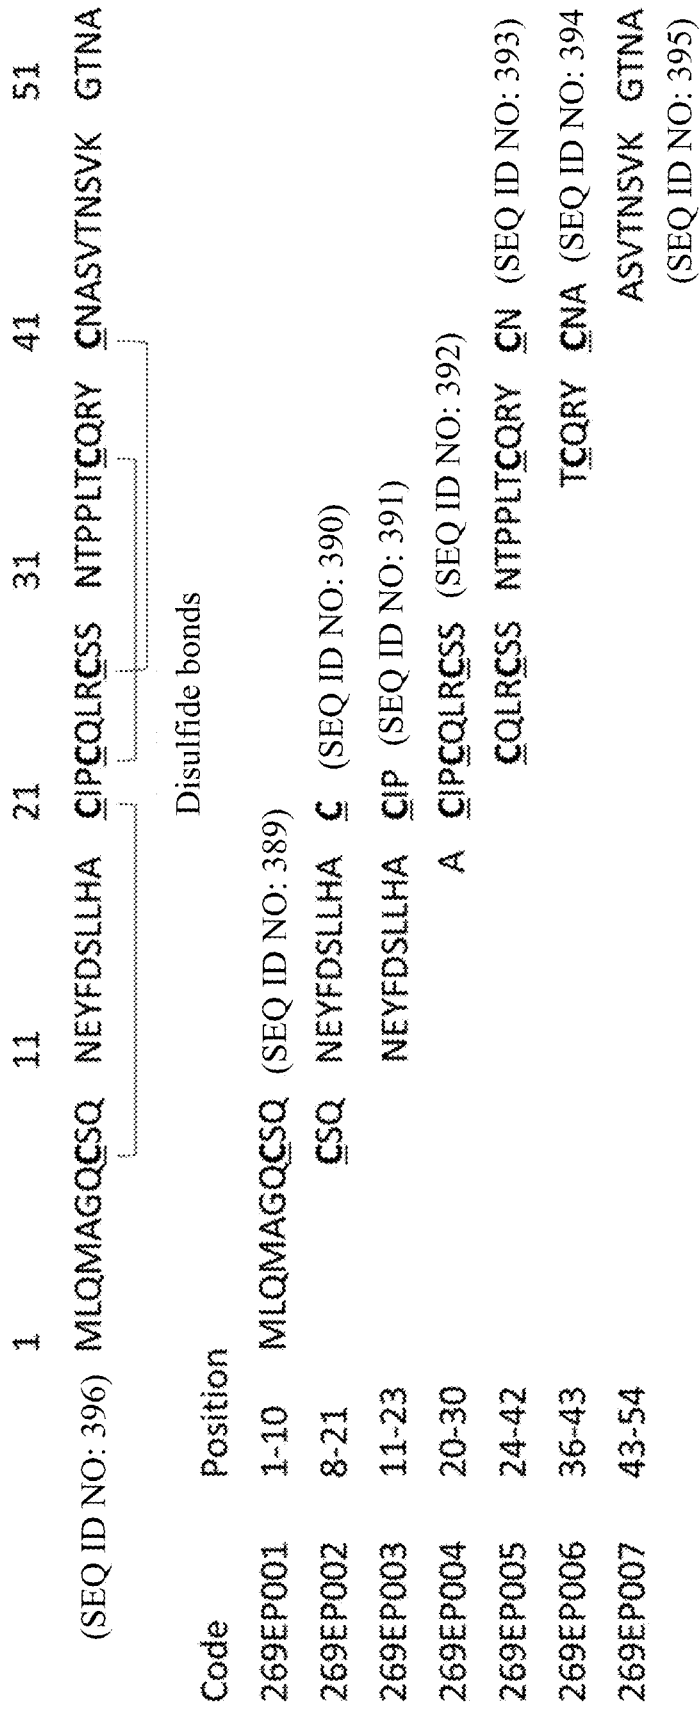 1 11 21 31 41 51
(SEQ ID NO: 396) MLQMAGQCSQ NEYFDSLLHA CIPCQLRCSS NTPPLTCQRY CNASVTNSVK GTNA
Disulfide bonds
Code Position
269EP001 1-10 MLQMAGQCSQ (SEQ ID NO: 389)
269EP002 8-21 CSQ NEYFDSLLHA C (SEQ ID NO: 390)
269EP003 11-23 NEYFDSLLHA CIP (SEQ ID NO: 391)
269EP004 20-30 A CIPCQLRCSS (SEQ ID NO: 392)
269EP005 24-42 CQLRCSS NTPPLTCQRY CN (SEQ ID NO: 393)
269EP006 36-43 TCQRY CNA (SEQ ID NO: 394
269EP007 43-54 ASVTNSVK GTNA
(SEQ ID NO: 395)